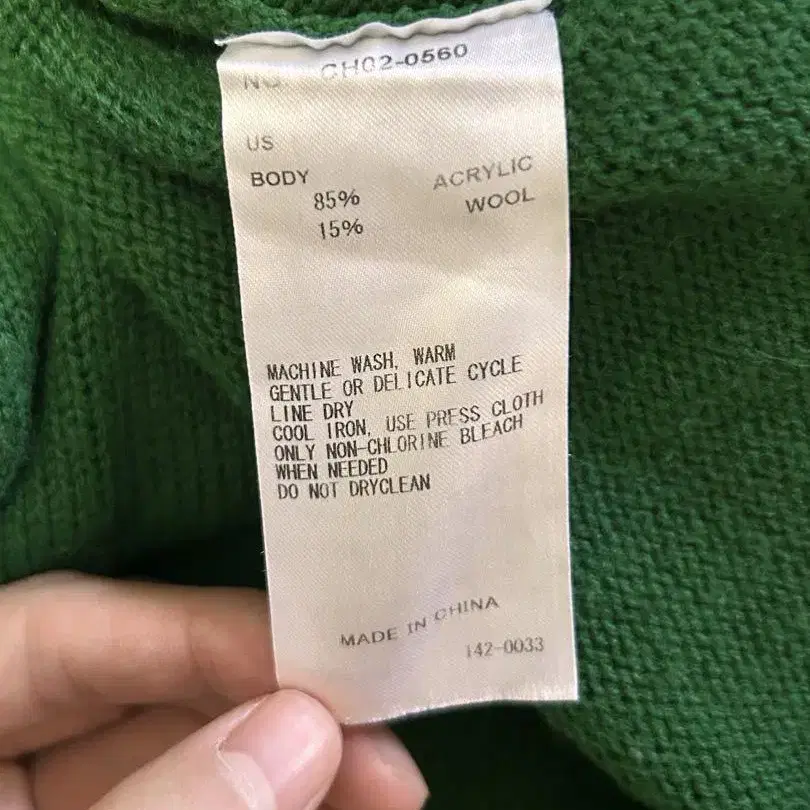 NO. CH02-0560
US
BODY
85% ACRYLIC
15% WOOL
MACHINE WASH, WARM
GENTLE OR DELICATE CYCLE
LINE DRY
COOL IRON, USE PRESS CLOTH
ONLY NON-CHLORINE BLEACH
WHEN NEEDED
DO NOT DRYCLEAN
MADE IN CHINA
142-0033